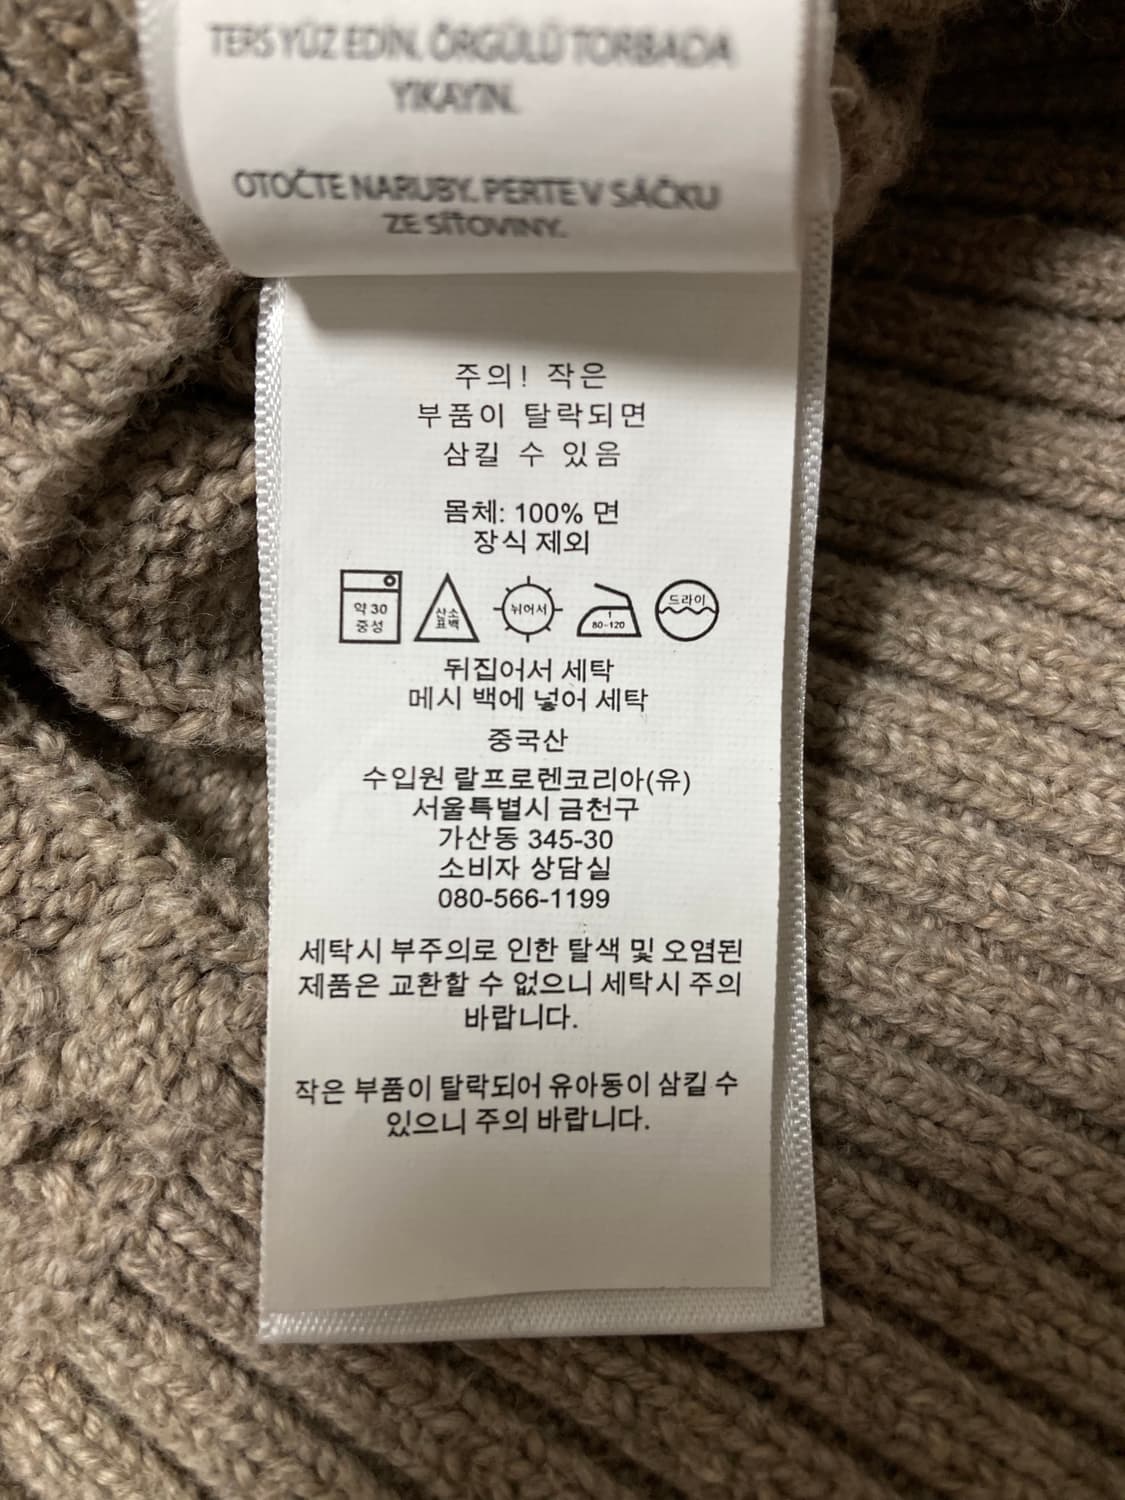 TERS YÜZ EDİN. ÖRGÜLÜ TORBADA
YIKAYIN.
OTOČTE NARUBY. PERTE V SÁČKU
ZE SÍŤOVINY.
주의! 작은
부품이 탈락되면
삼킬 수 있음
몸체: 100% 면
장식 제외
약 30
중성
산소
표백
뉘어서
1
80-120
드라이
뒤집어서 세탁
메시 백에 넣어 세탁
중국산
수입원 랄프로렌코리아(유)
서울특별시 금천구
가산동 345-30
소비자 상담실
080-566-1199
세탁시 부주의로 인한 탈색 및 오염된
제품은 교환할 수 없으니 세탁시 주의
바랍니다.
작은 부품이 탈락되어 유아동이 삼킬 수
있으니 주의 바랍니다.